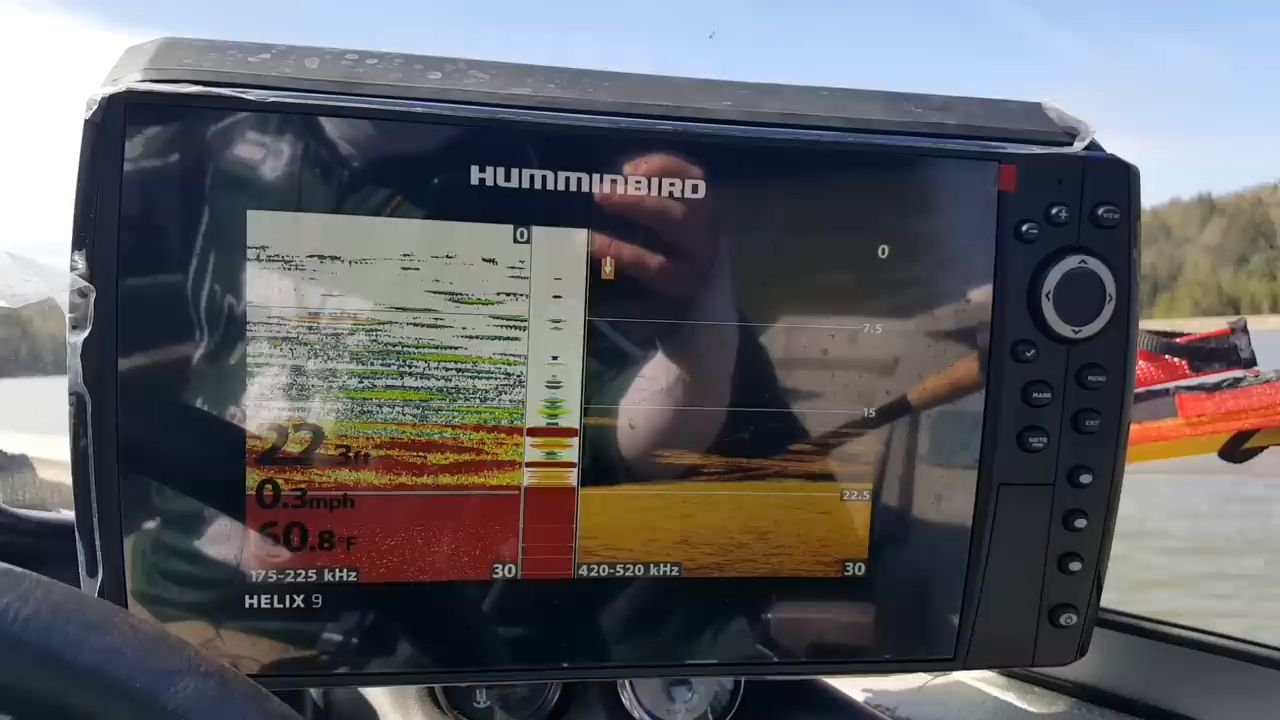 HUMMINBIRD
VIEW
0
0
7.5
15
MENU
MARK
EXIT
GOTO
22.3ft
22.5
0.3mph
60.8°F
175-225 kHz
30
420-520 kHz
30
HELIX 9